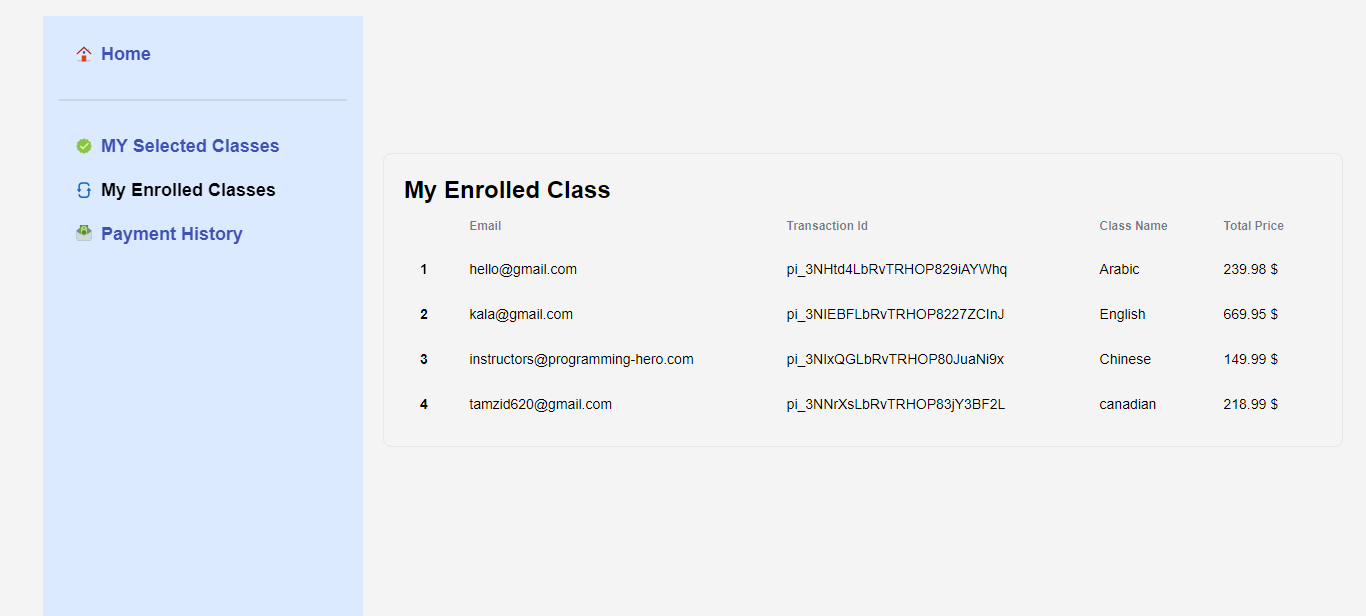 Home
MY Selected Classes
My Enrolled Classes
Payment History
My Enrolled Class
Email Transaction Id Class Name Total Price
1 hello@gmail.com pi_3NHtd4LbRvTRHOP829iAYWhq Arabic 239.98 $
2 kala@gmail.com pi_3NIEBFLbRvTRHOP8227ZCInJ English 669.95 $
3 instructors@programming-hero.com pi_3NIxQGLbRvTRHOP80JuaNi9x Chinese 149.99 $
4 tamzid620@gmail.com pi_3NNrXsLbRvTRHOP83jY3BF2L canadian 218.99 $